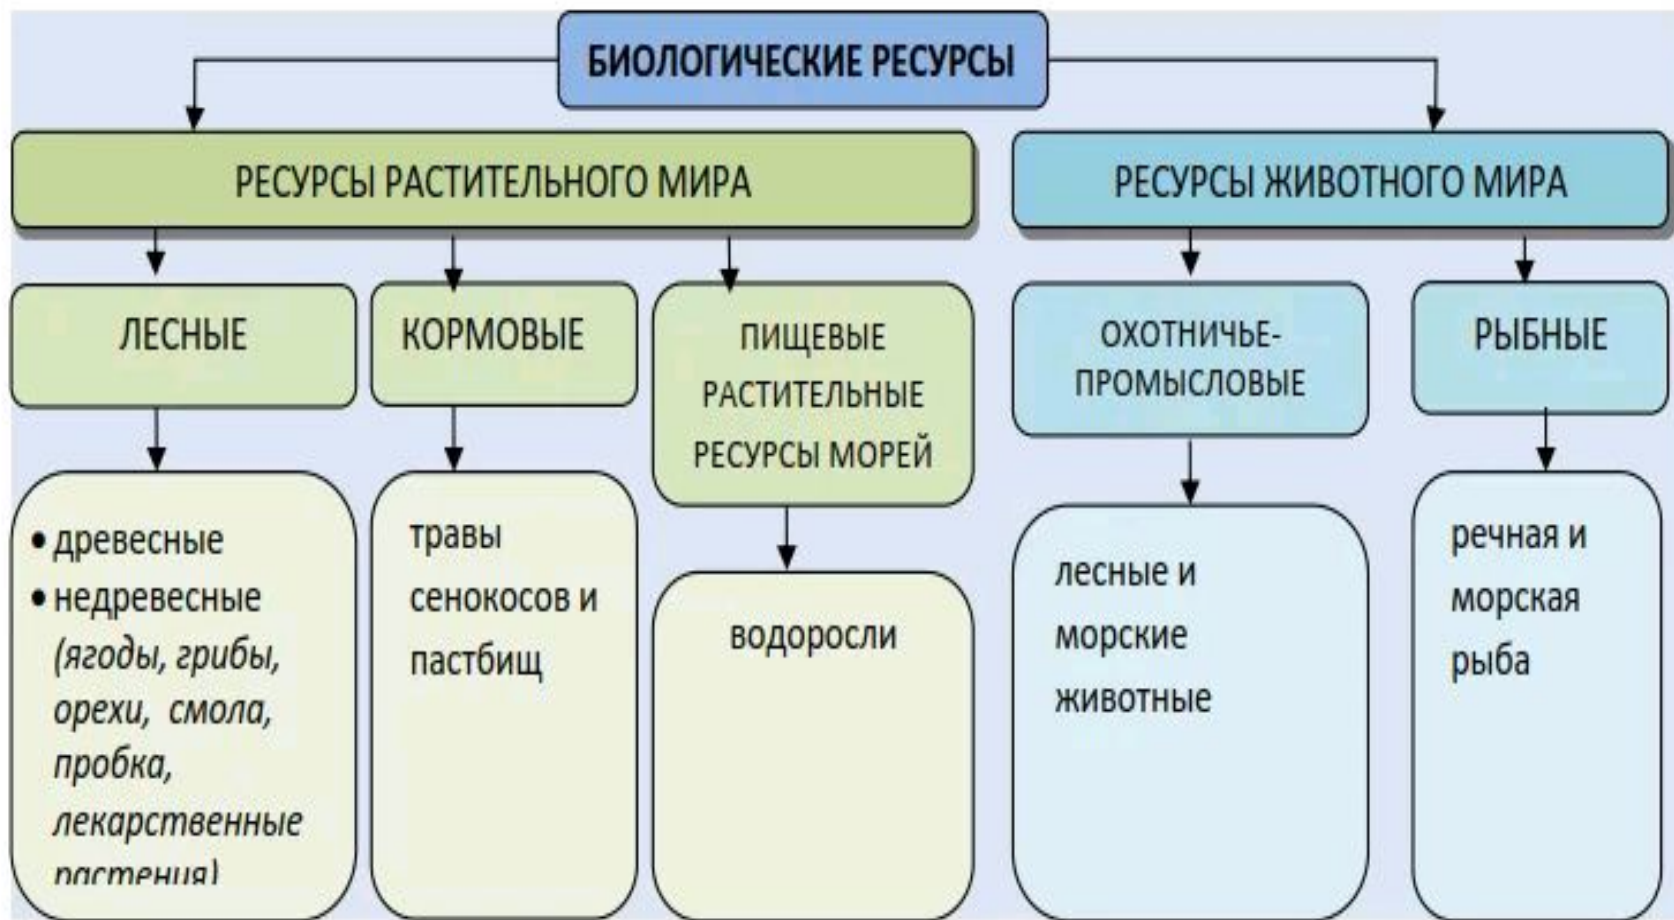 БИОЛОГИЧЕСКИЕ РЕСУРСЫ
РЕСУРСЫ РАСТИТЕЛЬНОГО МИРА
РЕСУРСЫ ЖИВОТНОГО МИРА
ЛЕСНЫЕ
КОРМОВЫЕ
ПИЩЕВЫЕ
РАСТИТЕЛЬНЫЕ
РЕСУРСЫ МОРЕЙ
ОХОТНИЧЬЕ-
ПРОМЫСЛОВЫЕ
РЫБНЫЕ
• древесные
• недревесные
(ягоды, грибы,
орехи, смола,
пробка,
лекарственные
растения)
травы
сенокосов и
пастбищ
водоросли
лесные и
морские
животные
речная и
морская
рыба